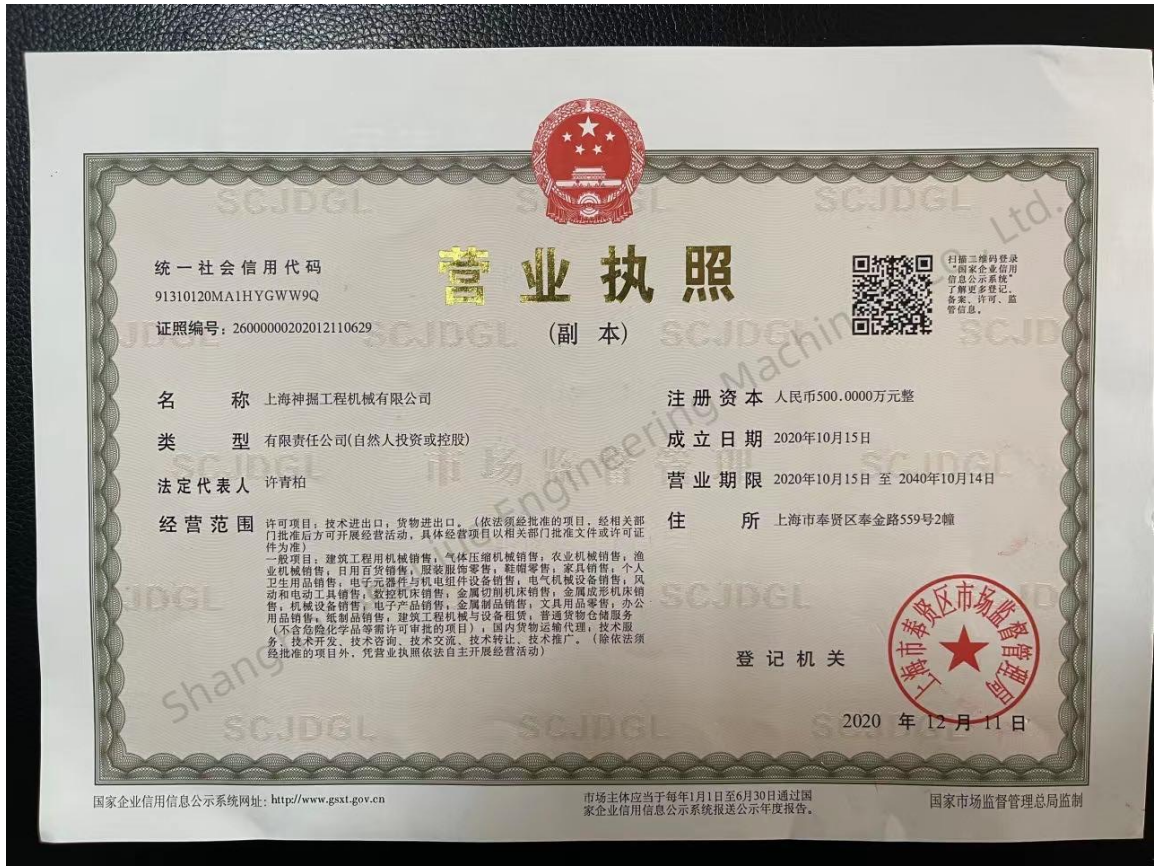 统一社会信用代码
91310120MA1HYGWW9Q
证照编号：26000000202012110629
营业执照
(副 本)
扫描二维码登录
“国家企业信用
信息公示系统”
了解更多登记、
备案、许可、监
管信息。
名 称 上海神掘工程机械有限公司
类 型 有限责任公司(自然人投资或控股)
法定代表人 许青柏
经营范围 许可项目：技术进出口；货物进出口。（依法须经批准的项目，经相关部
门批准后方可开展经营活动，具体经营项目以相关部门批准文件或许可证
件为准）
一般项目：建筑工程用机械销售；气体压缩机械销售；农业机械销售；渔
业机械销售；日用百货销售；服装服饰零售；鞋帽零售；家具销售；个人
卫生用品销售；电子元器件与机电组件设备销售；电气机械设备销售；风
动和电动工具销售；数控机床销售；金属切削机床销售；金属成形机床销
售；机械设备销售；电子产品销售；金属制品销售；文具用品零售；办公
用品销售；纸制品销售；建筑工程机械与设备租赁；普通货物仓储服务
（不含危险化学品等需许可审批的项目）；国内货物运输代理；技术服
务、技术开发、技术咨询、技术交流、技术转让、技术推广。（除依法须
经批准的项目外，凭营业执照依法自主开展经营活动）
注册资本 人民币500.0000万元整
成立日期 2020年10月15日
营业期限 2020年10月15日 至 2040年10月14日
住 所 上海市奉贤区奉金路559号2幢
登记机关
上海市奉贤区市场监督管理局
2020 年 12 月 11 日
国家企业信用信息公示系统网址：http://www.gsxt.gov.cn
市场主体应当于每年1月1日至6月30日通过国
家企业信用信息公示系统报送公示年度报告。
国家市场监督管理总局监制
SCJDGL
市场监督管理
Engineering Machinery Co., Ltd.